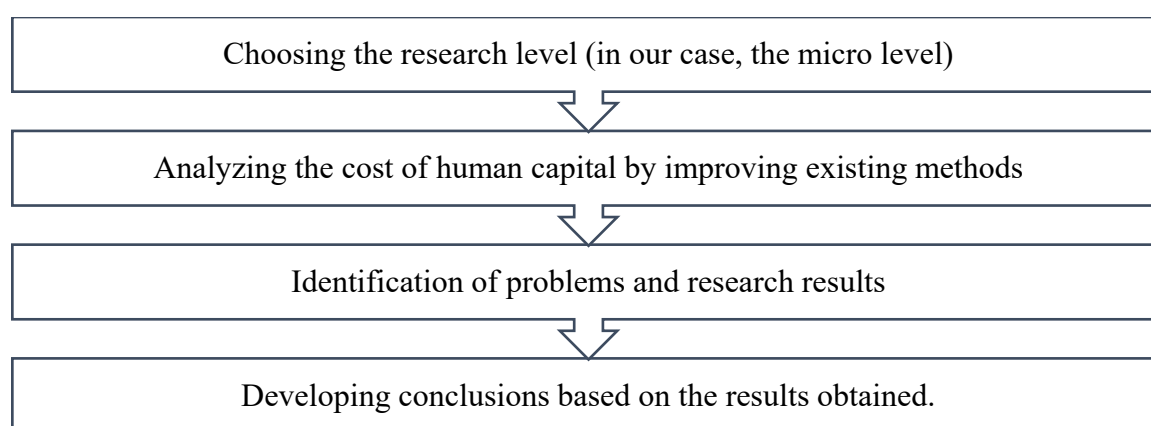 Choosing the research level (in our case, the micro level)
Analyzing the cost of human capital by improving existing methods
Identification of problems and research results
Developing conclusions based on the results obtained.